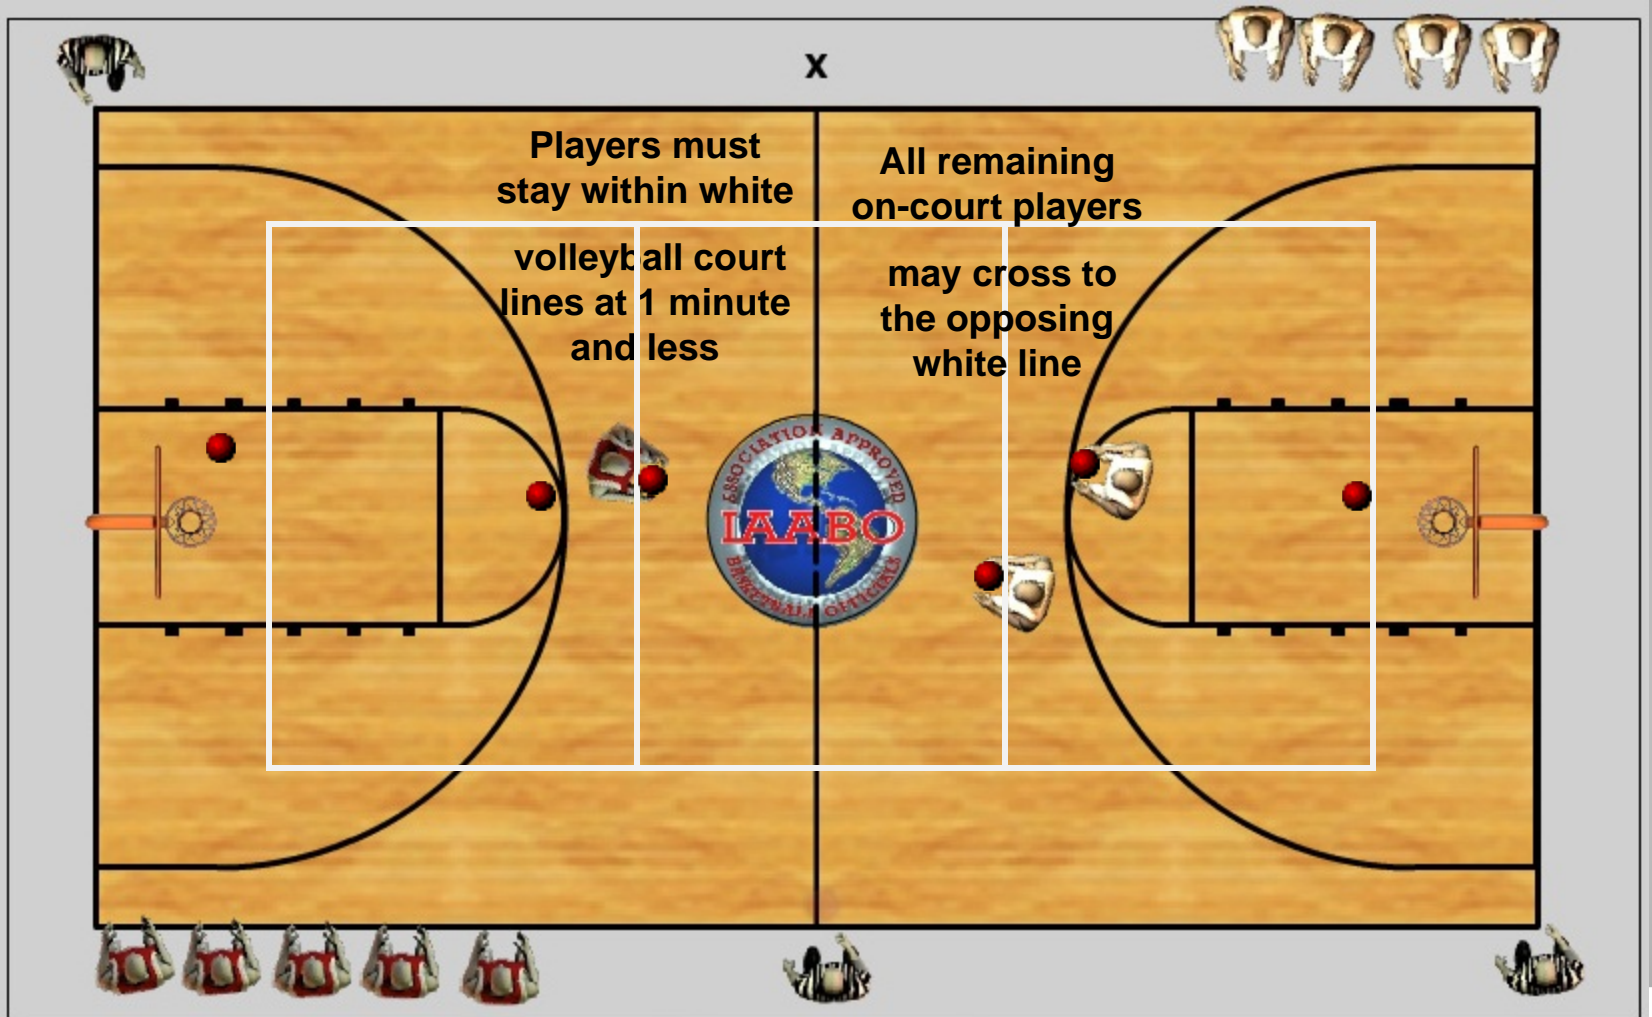 x
Players must
stay within white
volleyball court
lines at 1 minute
and less
All remaining
on-court players
may cross to
the opposing
white line
ASSOCIATION APPROVED
IAABO
BASKETBALL OFFICIALS